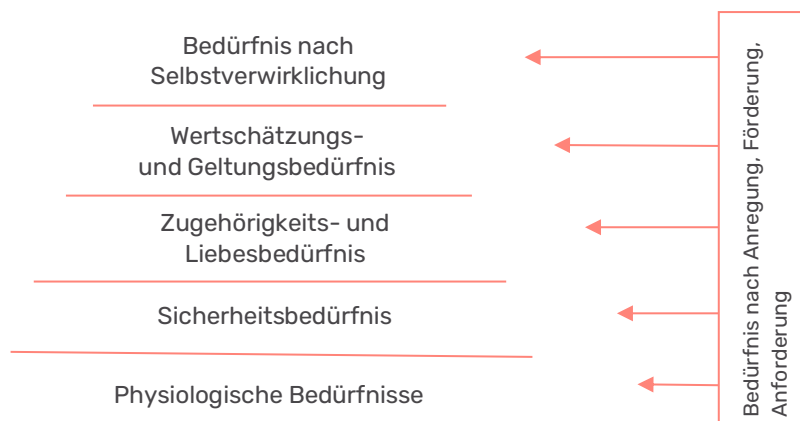 Bedürfnis nach
Selbstverwirklichung
Wertschätzungs-
und Geltungsbedürfnis
Zugehörigkeits- und
Liebesbedürfnis
Sicherheitsbedürfnis
Physiologische Bedürfnisse
Bedürfnis nach Anregung, Förderung,
Anforderung